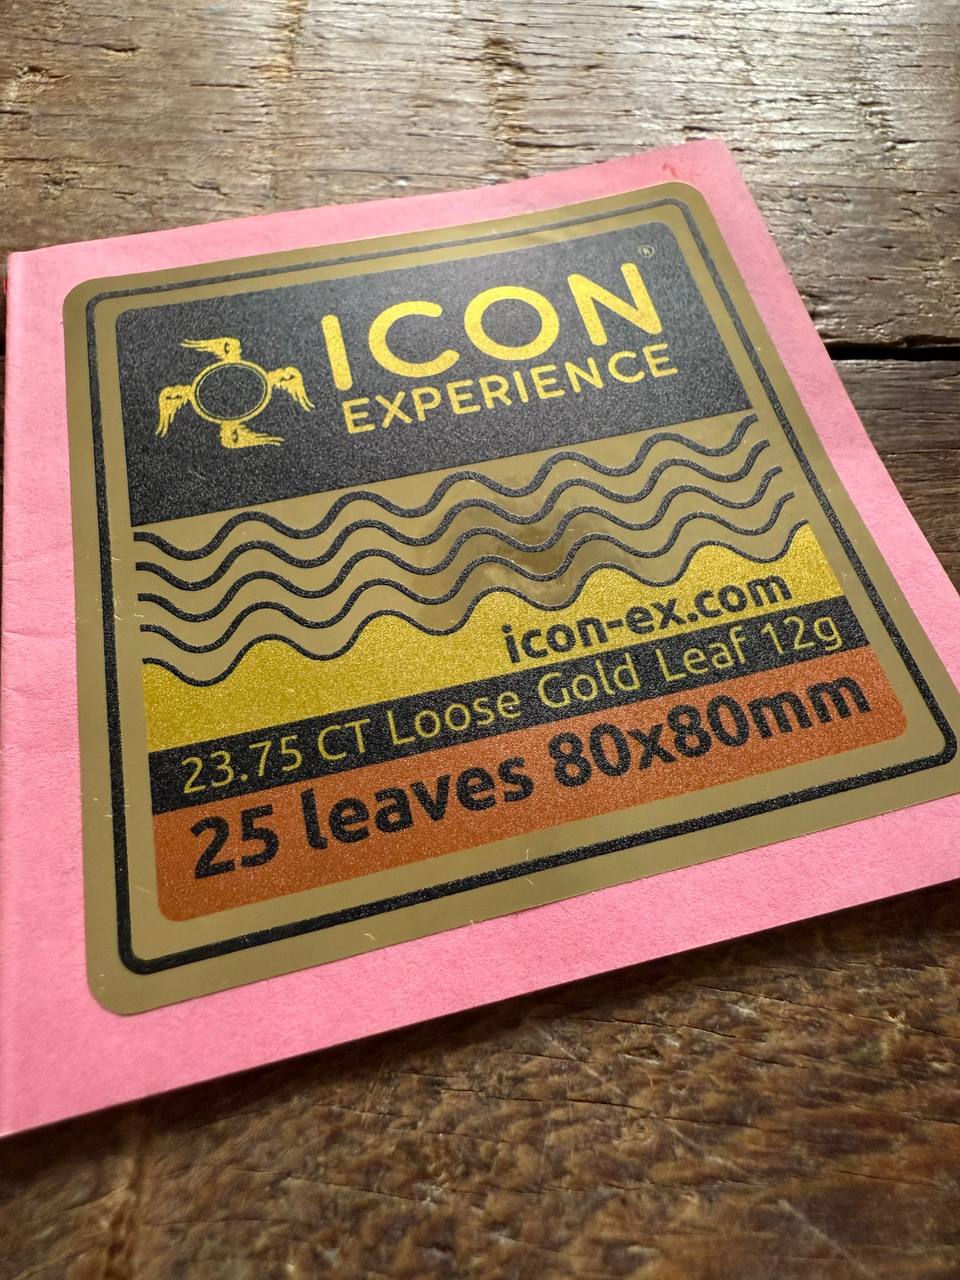 ICON
®
EXPERIENCE
icon-ex.com
23.75 CT Loose Gold Leaf 12g
25 leaves 80x80mm